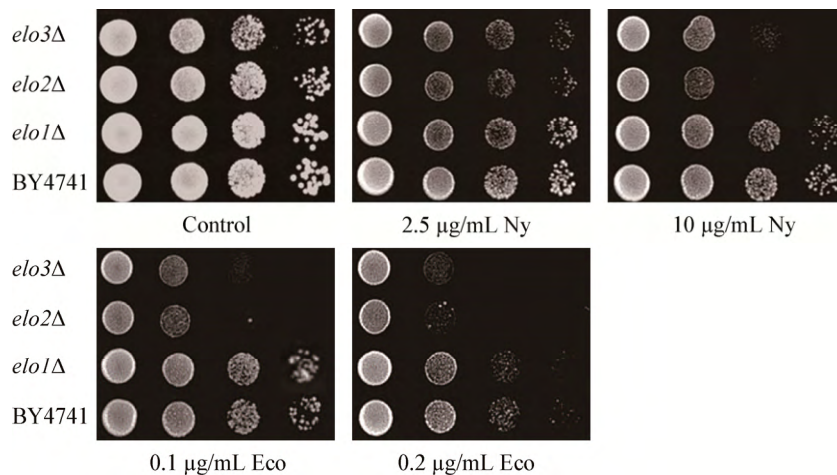 elo3Δ
elo2Δ
elo1Δ
BY4741
Control
2.5 μg/mL Ny
10 μg/mL Ny
elo3Δ
elo2Δ
elo1Δ
BY4741
0.1 μg/mL Eco
0.2 μg/mL Eco